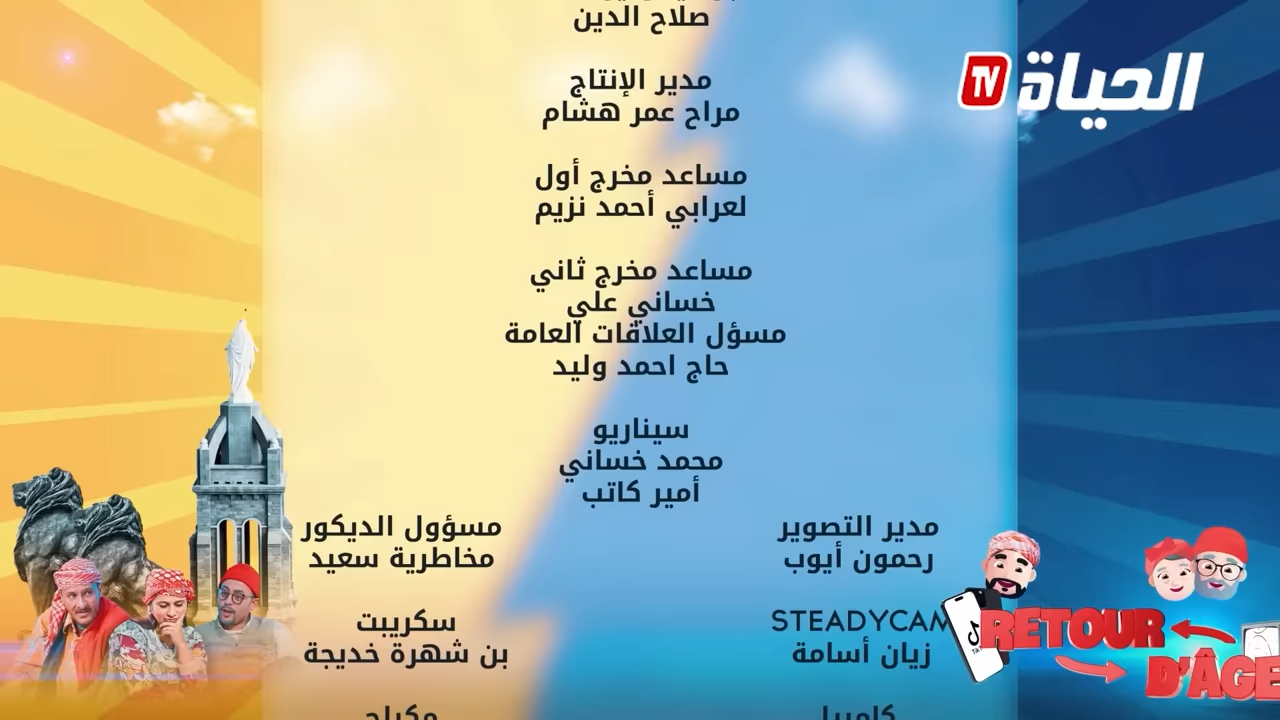 صلاح الدين
الحياة TV
مدير الإنتاج
مراح عمر هشام
مساعد مخرج أول
لعرابي أحمد نزيم
مساعد مخرج ثاني
خساني علي
مسؤل العلاقات العامة
حاج احمد وليد
سيناريو
محمد خساني
أمير كاتب
مدير التصوير
رحمون أيوب
مسؤول الديكور
مخاطرية سعيد
STEADYCAM
زيان أسامة
سكريبت
بن شهرة خديجة
RETOUR
D'ÂGE